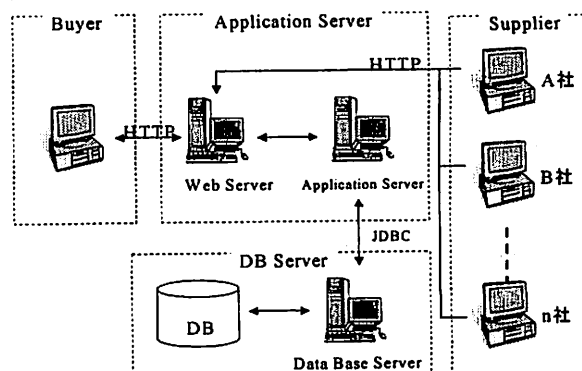 Buyer
Application Server
Supplier
HTTP
A社
HTTP
Web Server
Application Server
B社
JDBC
DB Server
DB
n社
Data Base Server